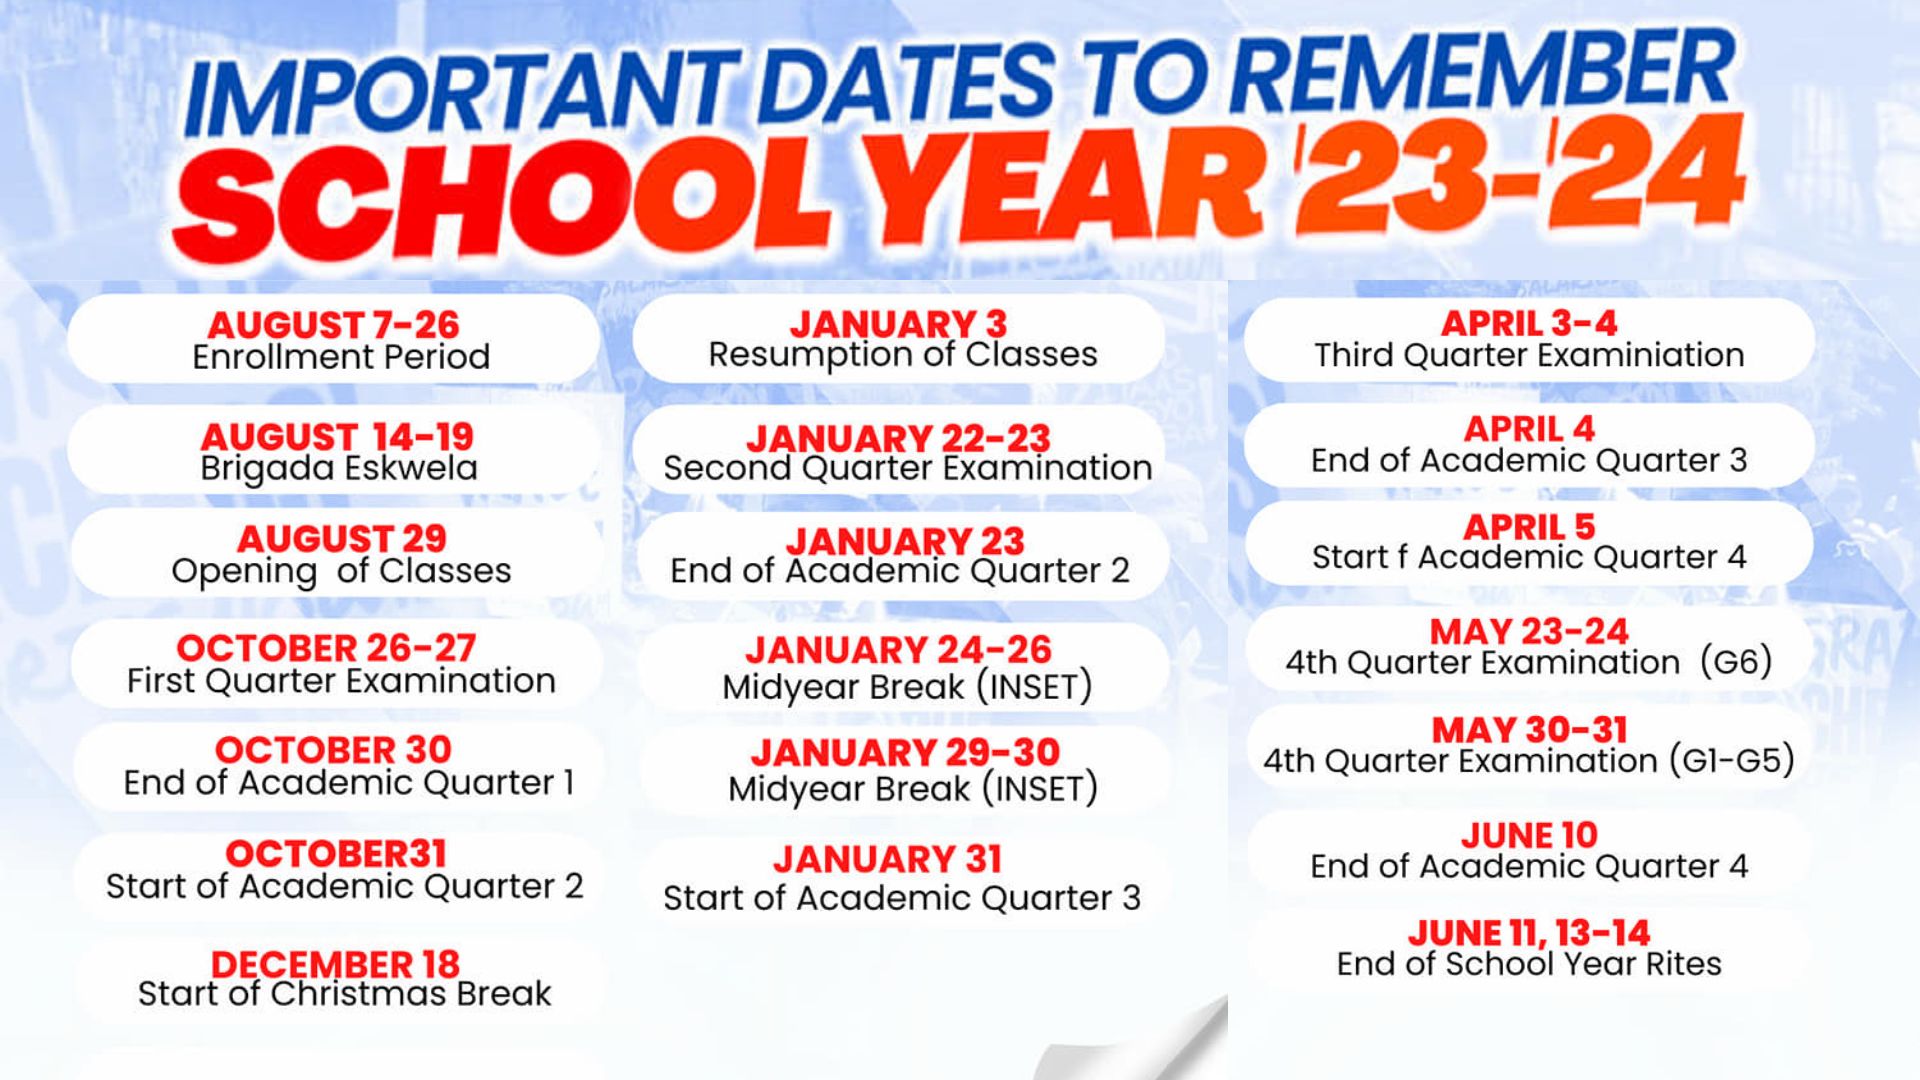 IMPORTANT DATES TO REMEMBER
SCHOOL YEAR '23-'24
AUGUST 7-26
Enrollment Period
AUGUST 14-19
Brigada Eskwela
AUGUST 29
Opening of Classes
OCTOBER 26-27
First Quarter Examination
OCTOBER 30
End of Academic Quarter 1
OCTOBER31
Start of Academic Quarter 2
DECEMBER 18
Start of Christmas Break
JANUARY 3
Resumption of Classes
JANUARY 22-23
Second Quarter Examination
JANUARY 23
End of Academic Quarter 2
JANUARY 24-26
Midyear Break (INSET)
JANUARY 29-30
Midyear Break (INSET)
JANUARY 31
Start of Academic Quarter 3
APRIL 3-4
Third Quarter Examiniation
APRIL 4
End of Academic Quarter 3
APRIL 5
Start f Academic Quarter 4
MAY 23-24
4th Quarter Examination (G6)
MAY 30-31
4th Quarter Examination (G1-G5)
JUNE 10
End of Academic Quarter 4
JUNE 11, 13-14
End of School Year Rites